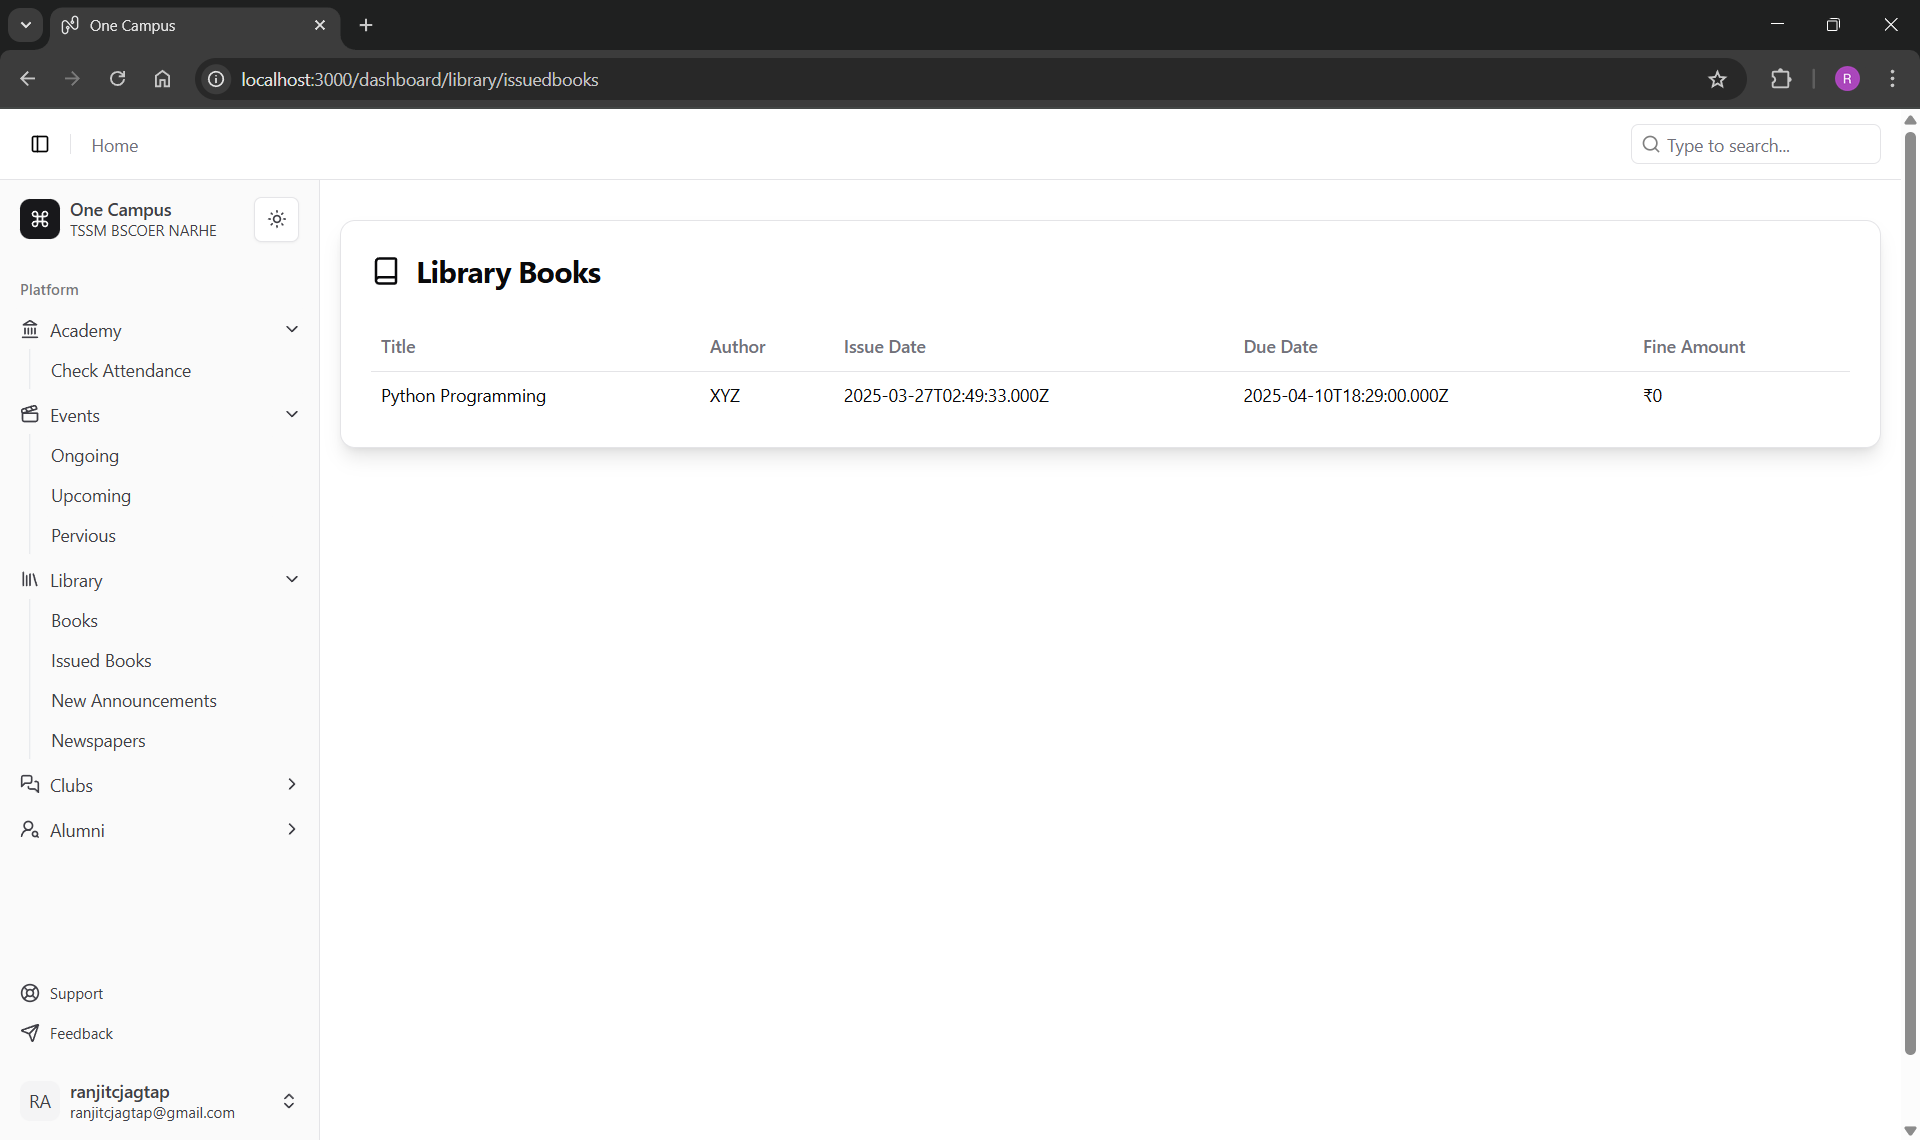 One Campus
localhost:3000/dashboard/library/issuedbooks
R
Home
Type to search...
One Campus
TSSM BSCOER NARHE
Platform
Academy
Check Attendance
Events
Ongoing
Upcoming
Pervious
Library
Books
Issued Books
New Announcements
Newspapers
Clubs
Alumni
Support
Feedback
RA
ranjitcjagtap
ranjitcjagtap@gmail.com
Library Books
Title Author Issue Date Due Date Fine Amount
Python Programming XYZ 2025-03-27T02:49:33.000Z 2025-04-10T18:29:00.000Z ₹0